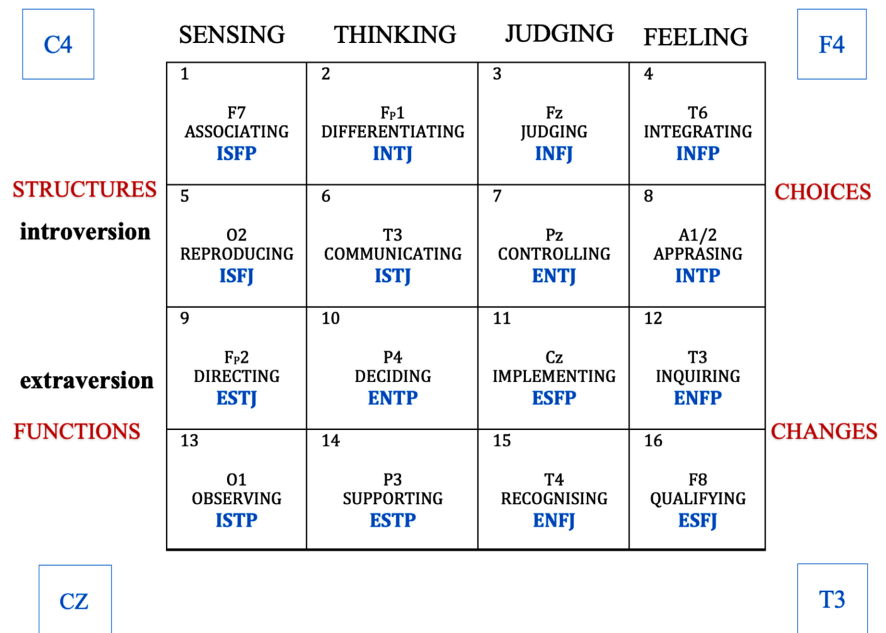 C4
SENSING THINKING JUDGING FEELING
F4
1 2 3 4
F7 FP1 Fz T6
ASSOCIATING DIFFERENTIATING JUDGING INTEGRATING
ISFP INTJ INFJ INFP
STRUCTURES
CHOICES
introversion
5 6 7 8
O2 T3 Pz A1/2
REPRODUCING COMMUNICATING CONTROLLING APPRASING
ISFJ ISTJ ENTJ INTP
9 10 11 12
FP2 P4 Cz T3
DIRECTING DECIDING IMPLEMENTING INQUIRING
ESTJ ENTP ESFP ENFP
extraversion
FUNCTIONS
CHANGES
13 14 15 16
O1 P3 T4 F8
OBSERVING SUPPORTING RECOGNISING QUALIFYING
ISTP ESTP ENFJ ESFJ
CZ
T3